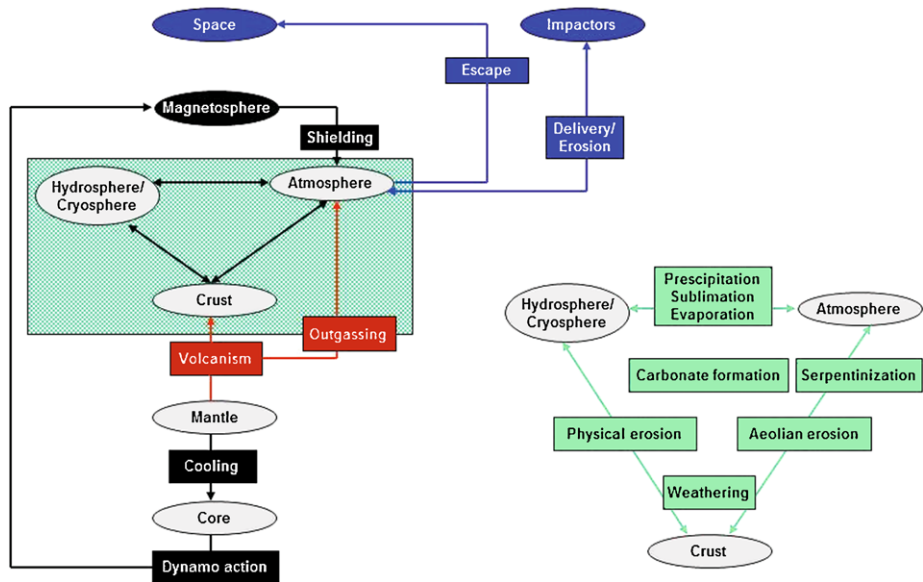 Space
Impactors
Escape
Magnetosphere
Shielding
Delivery/
Erosion
Hydrosphere/
Cryosphere
Atmosphere
Crust
Outgassing
Volcanism
Mantle
Cooling
Core
Dynamo action
Prescipitation
Sublimation
Evaporation
Hydrosphere/
Cryosphere
Atmosphere
Carbonate formation
Serpentinization
Physical erosion
Aeolian erosion
Weathering
Crust